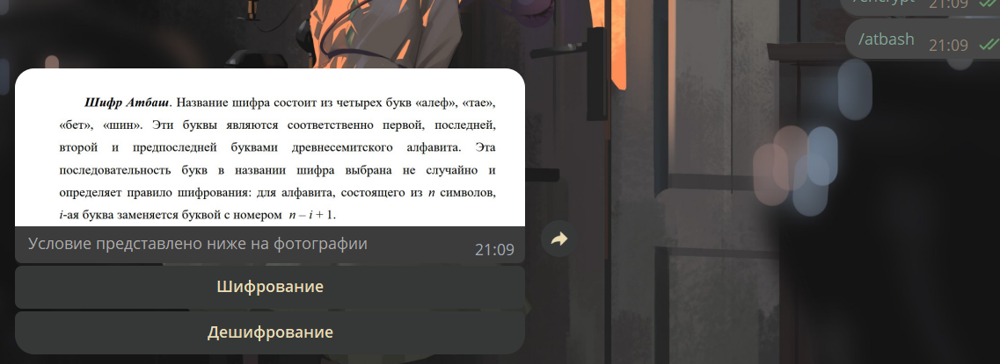 /encrypt 21:09
/atbash 21:09
Шифр Атбаш. Название шифра состоит из четырех букв «алеф», «тае»,
«бет», «шин». Эти буквы являются соответственно первой, последней,
второй и предпоследней буквами древнесемитского алфавита. Эта
последовательность букв в названии шифра выбрана не случайно и
определяет правило шифрования: для алфавита, состоящего из n символов,
i-ая буква заменяется буквой с номером n – i + 1.
Условие представлено ниже на фотографии
21:09
Шифрование
Дешифрование